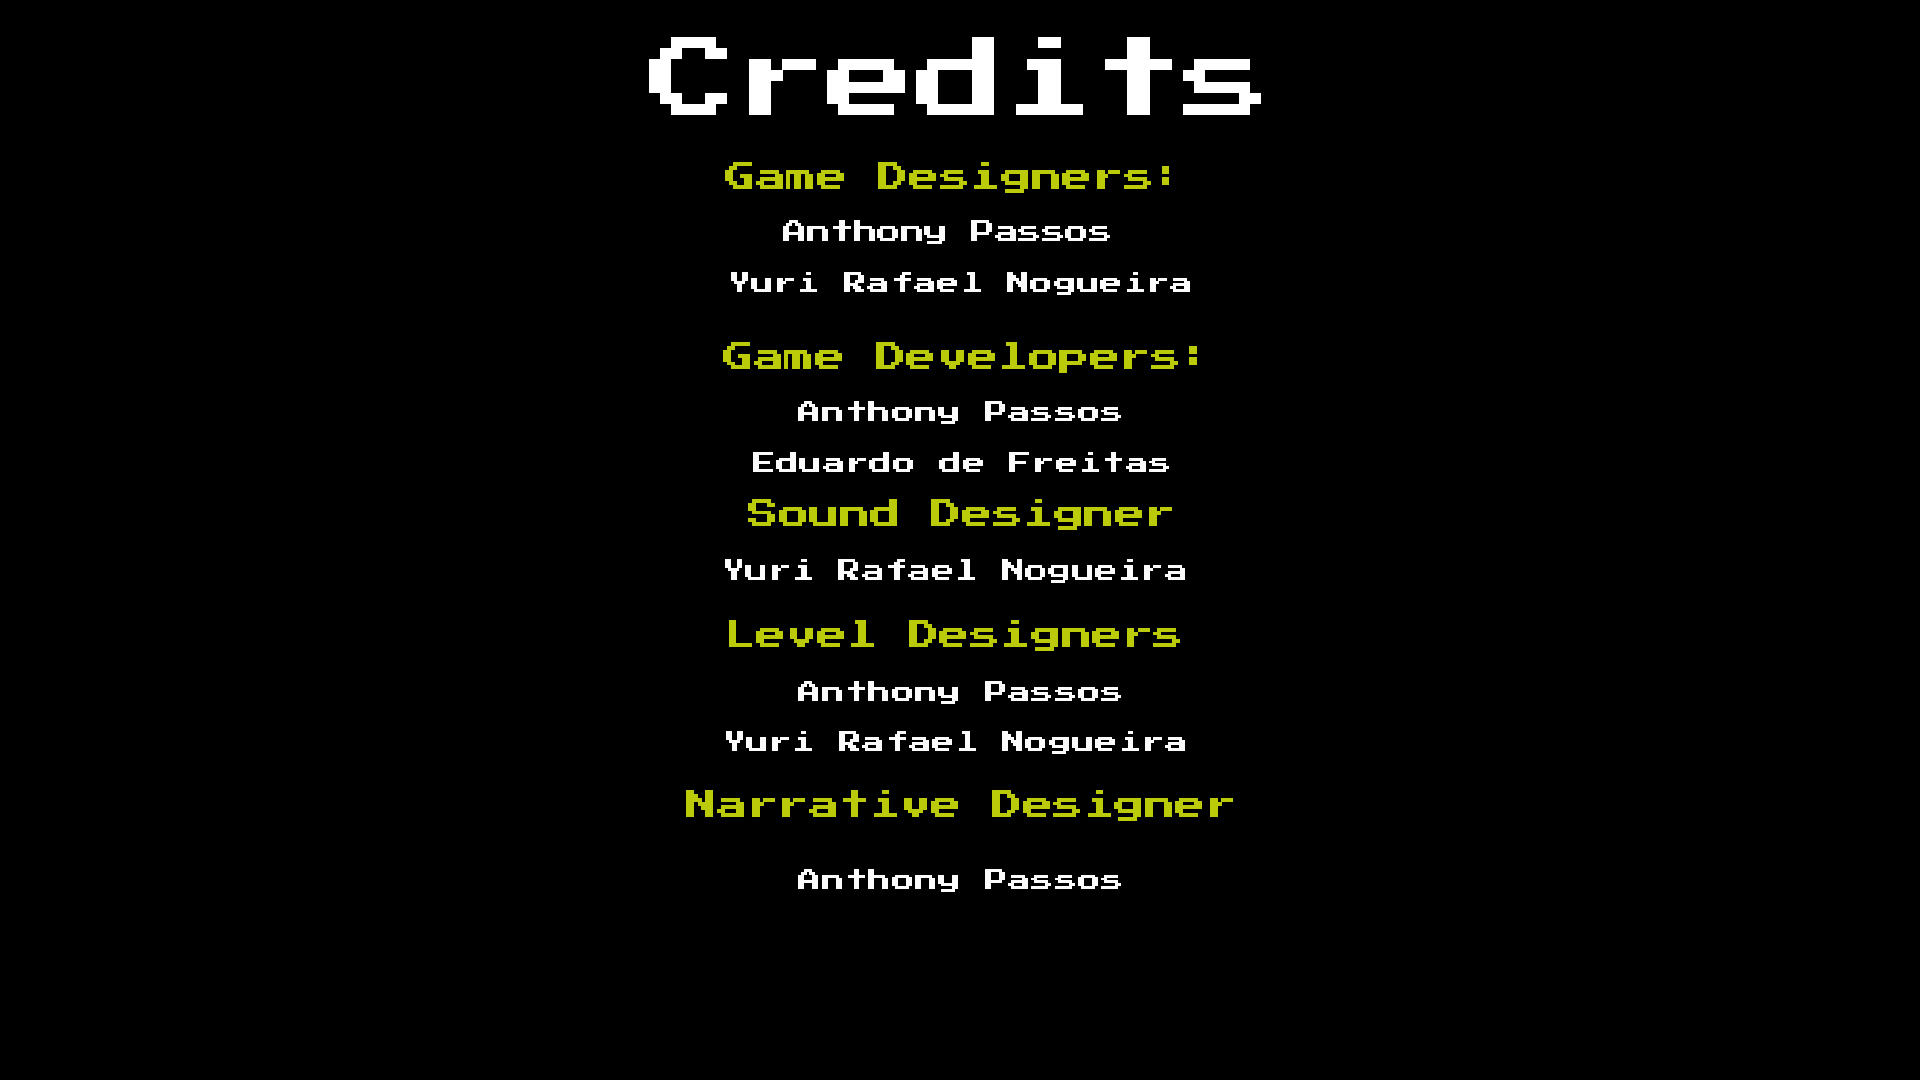 Credits
Game Designers:
Anthony Passos
Yuri Rafael Nogueira
Game Developers:
Anthony Passos
Eduardo de Freitas
Sound Designer
Yuri Rafael Nogueira
Level Designers
Anthony Passos
Yuri Rafael Nogueira
Narrative Designer
Anthony Passos